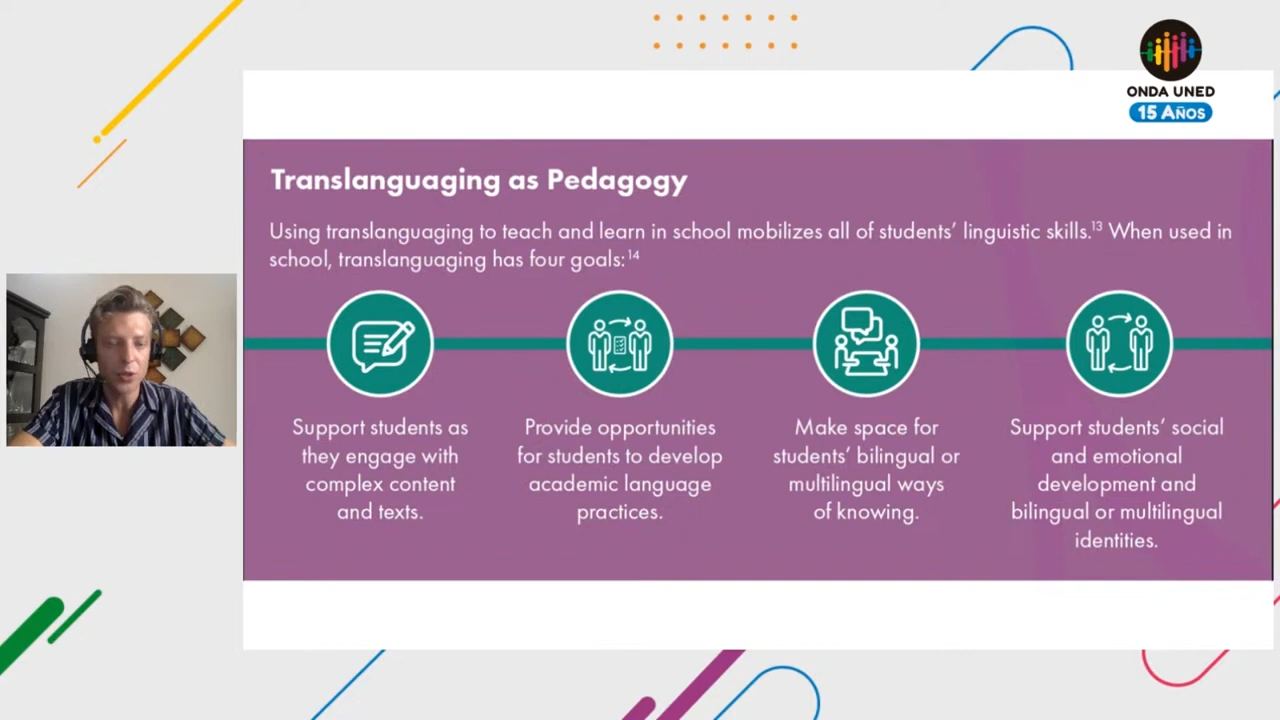 ONDA UNED
15 AÑOS
Translanguaging as Pedagogy
Using translanguaging to teach and learn in school mobilizes all of students’ linguistic skills.¹³ When used in
school, translanguaging has four goals:¹⁴
Support students as
they engage with
complex content
and texts.
Provide opportunities
for students to develop
academic language
practices.
Make space for
students’ bilingual or
multilingual ways
of knowing.
Support students’ social
and emotional
development and
bilingual or multilingual
identities.